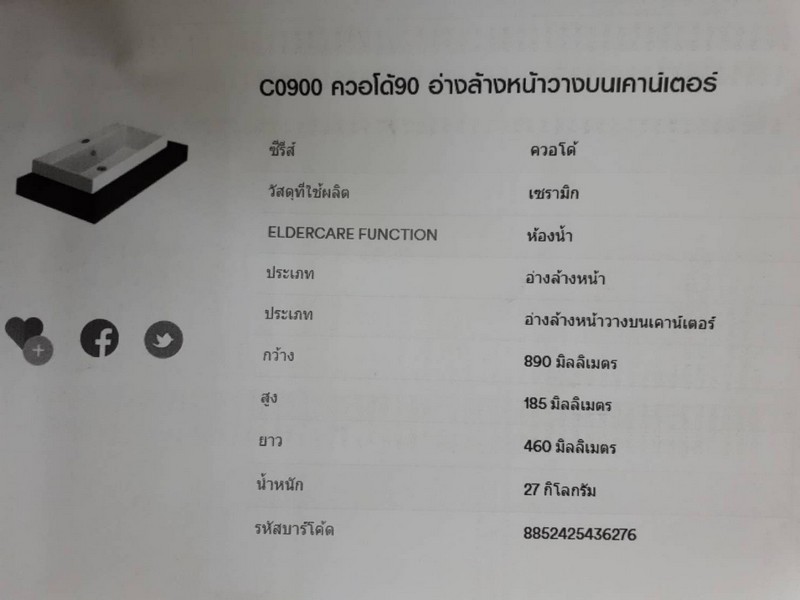 C0900 ควอโด้90 อ่างล้างหน้าวางบนเคาน์เตอร์
ซีรีส์ ควอโด้
วัสดุที่ใช้ผลิต เซรามิก
ELDERCARE FUNCTION ห้องน้ำ
ประเภท อ่างล้างหน้า
ประเภท อ่างล้างหน้าวางบนเคาน์เตอร์
กว้าง 890 มิลลิเมตร
สูง 185 มิลลิเมตร
ยาว 460 มิลลิเมตร
น้ำหนัก 27 กิโลกรัม
รหัสบาร์โค้ด 8852425436276